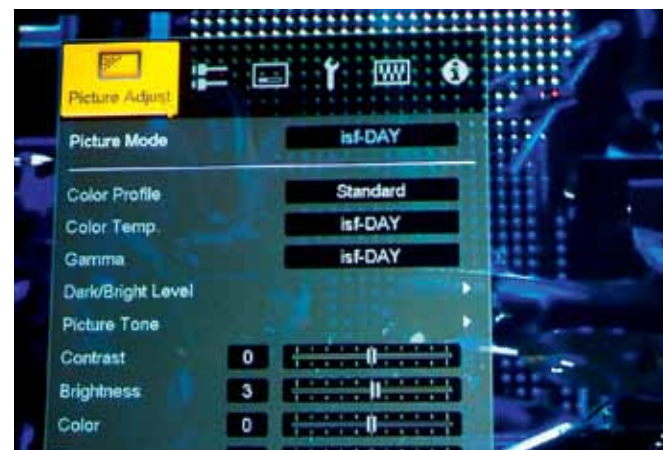 Picture Adjust
Picture Mode isf-DAY
Color Profile Standard
Color Temp. isf-DAY
Gamma isf-DAY
Dark/Bright Level
Picture Tone
Contrast 0
Brightness 3
Color 0